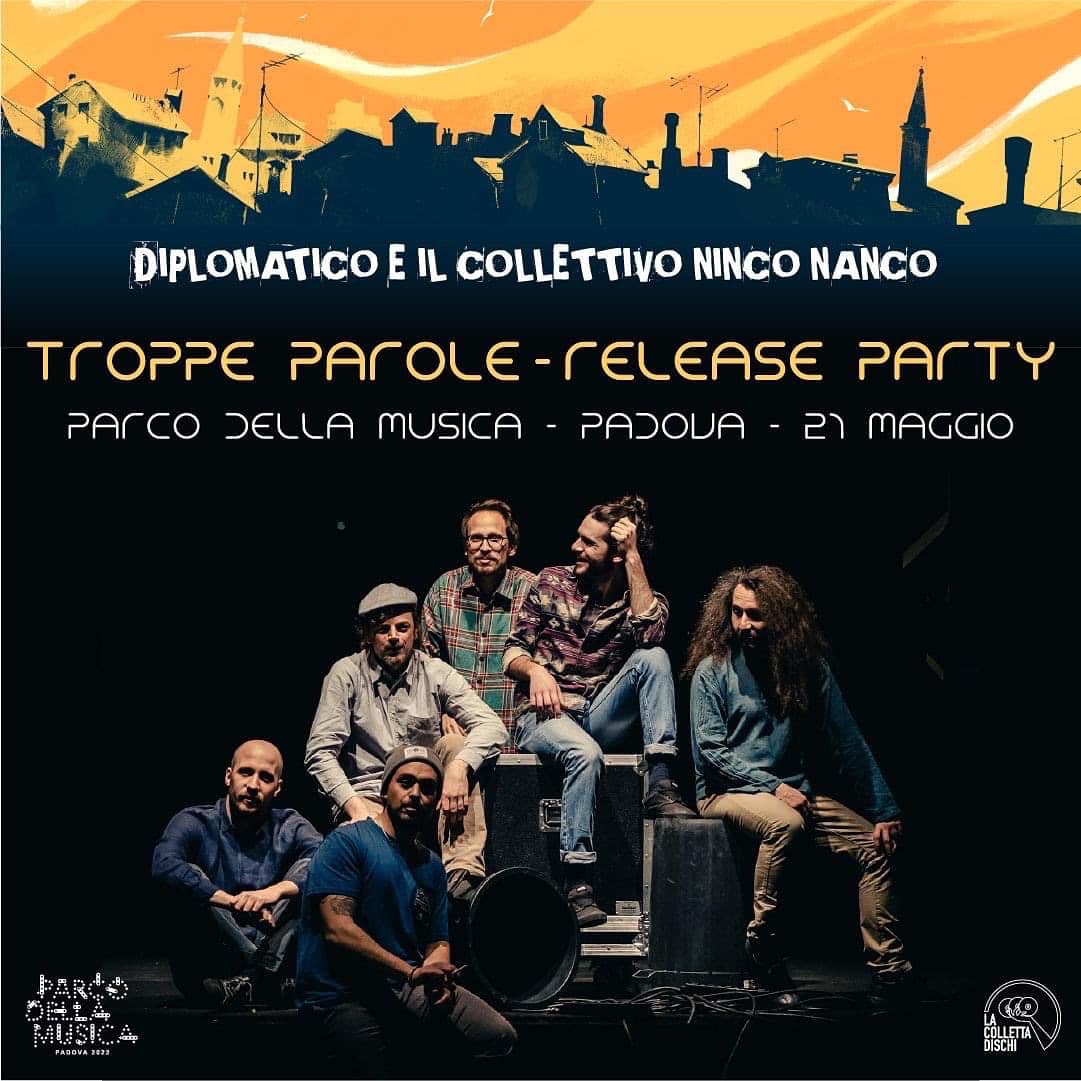 DIPLOMATICO E IL COLLETTIVO NINCO NANCO
TROPPE PAROLE - RELEASE PARTY
PARCO DELLA MUSICA - PADOVA - 21 MAGGIO
PARCO
DELLA
MUSICA
PADOVA 2022
LA
COLLETTA
DISCHI